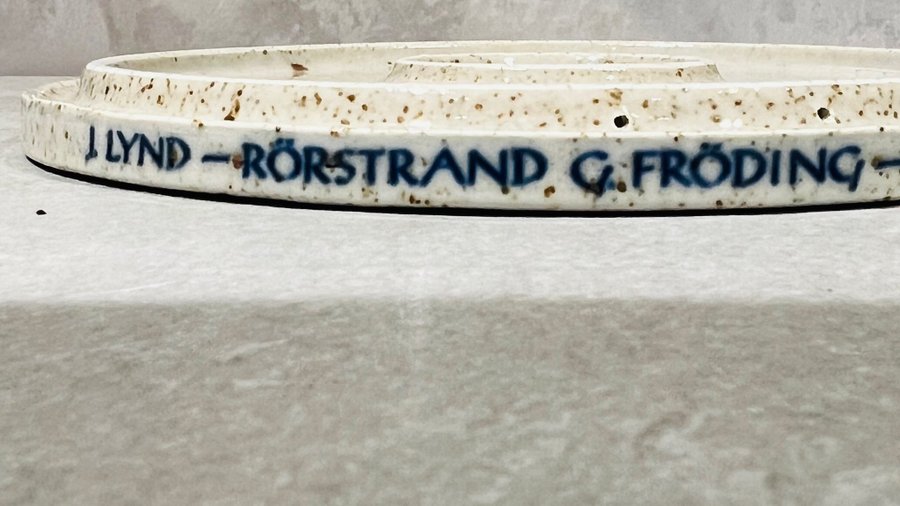 J. LYND – RÖRSTRAND G. FRÖDING –